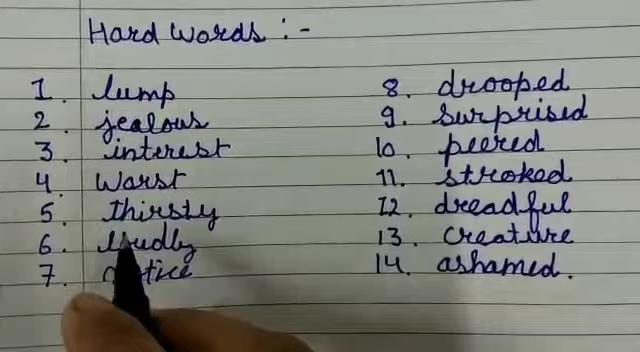 Hard Words :-
1. lump
2. jealous
3. interest
4. Worst
5. thirsty
6. loudly
7. notice
8. drooped
9. surprised
10. peered
11. stroked
12. dreadful
13. creature
14. ashamed.